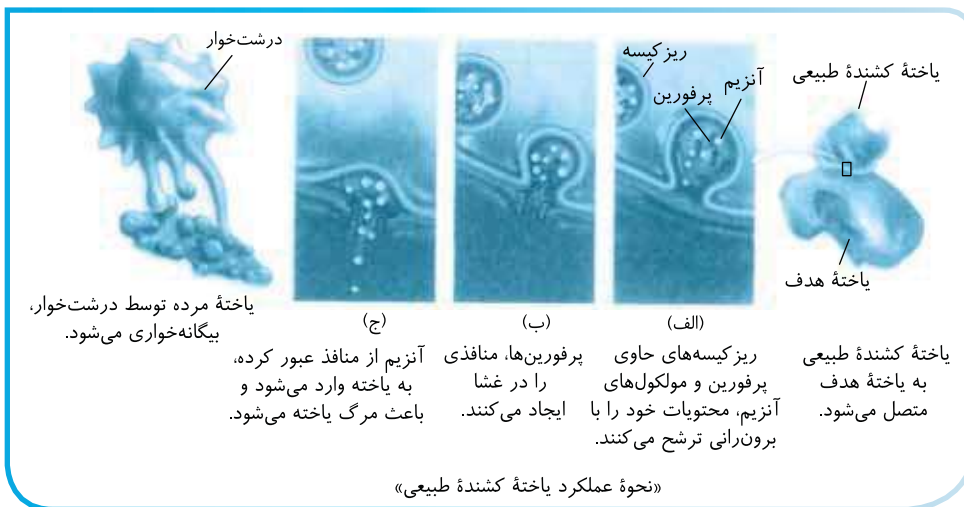 یاختهٔ کشندهٔ طبیعی
یاختهٔ هدف
ریزکیسه
آنزیم
پرفورین
درشت‌خوار
یاختهٔ کشندهٔ طبیعی
به یاختهٔ هدف
متصل می‌شود.
(الف)
ریزکیسه‌های حاوی
پرفورین و مولکول‌های
آنزیم، محتویات خود را با
برون‌رانی ترشح می‌کنند.
(ب)
پرفورین‌ها، منافذی
را در غشا
ایجاد می‌کنند.
(ج)
آنزیم از منافذ عبور کرده،
به یاخته وارد می‌شود و
باعث مرگ یاخته می‌شود.
یاختهٔ مرده توسط درشت‌خوار،
بیگانه‌خواری می‌شود.
«نحوهٔ عملکرد یاختهٔ کشندهٔ طبیعی»